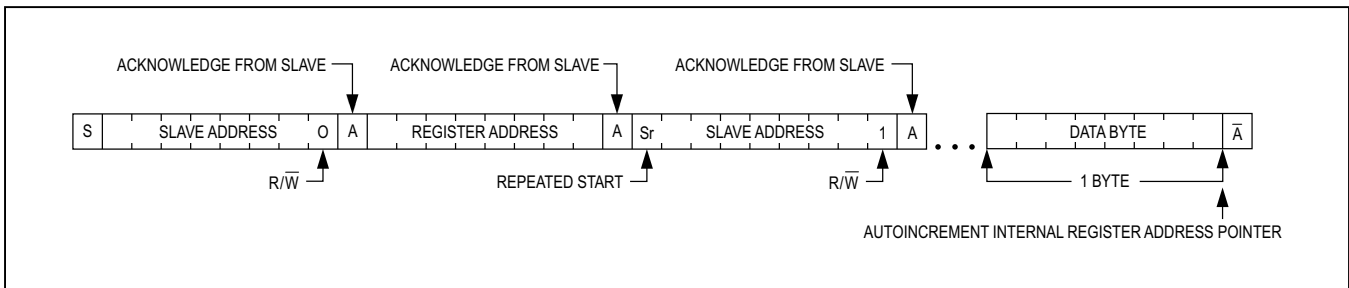 ACKNOWLEDGE FROM SLAVE ACKNOWLEDGE FROM SLAVE ACKNOWLEDGE FROM SLAVE
S SLAVE ADDRESS O A REGISTER ADDRESS A Sr SLAVE ADDRESS 1 A ... DATA BYTE A̅
R/W̅ REPEATED START R/W̅ 1 BYTE
AUTOINCREMENT INTERNAL REGISTER ADDRESS POINTER